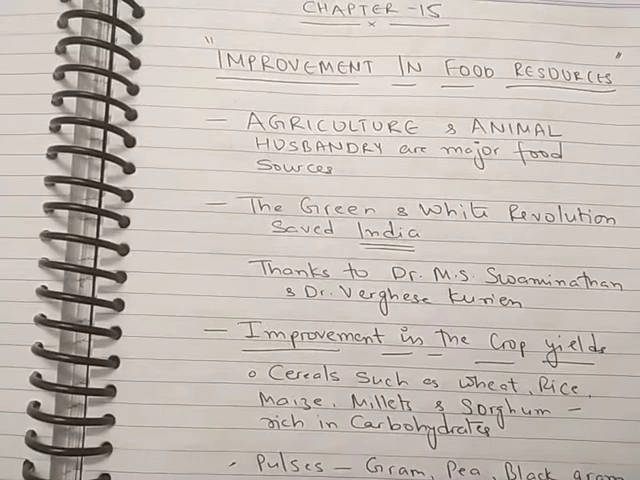 CHAPTER -15
x
"IMPROVEMENT IN FOOD RESOURCES"
- AGRICULTURE & ANIMAL
HUSBANDRY are major food
Sources
- The Green & White Revolution
Saved India
Thanks to Dr. M.S. Swaminathan
& Dr. Verghese Kurien
- Improvement in the Crop yields
o Cereals Such as Wheat, Rice,
Maize, Millets & Sorghum -
rich in Carbohydrates
• Pulses - Gram, Pea, Black gram